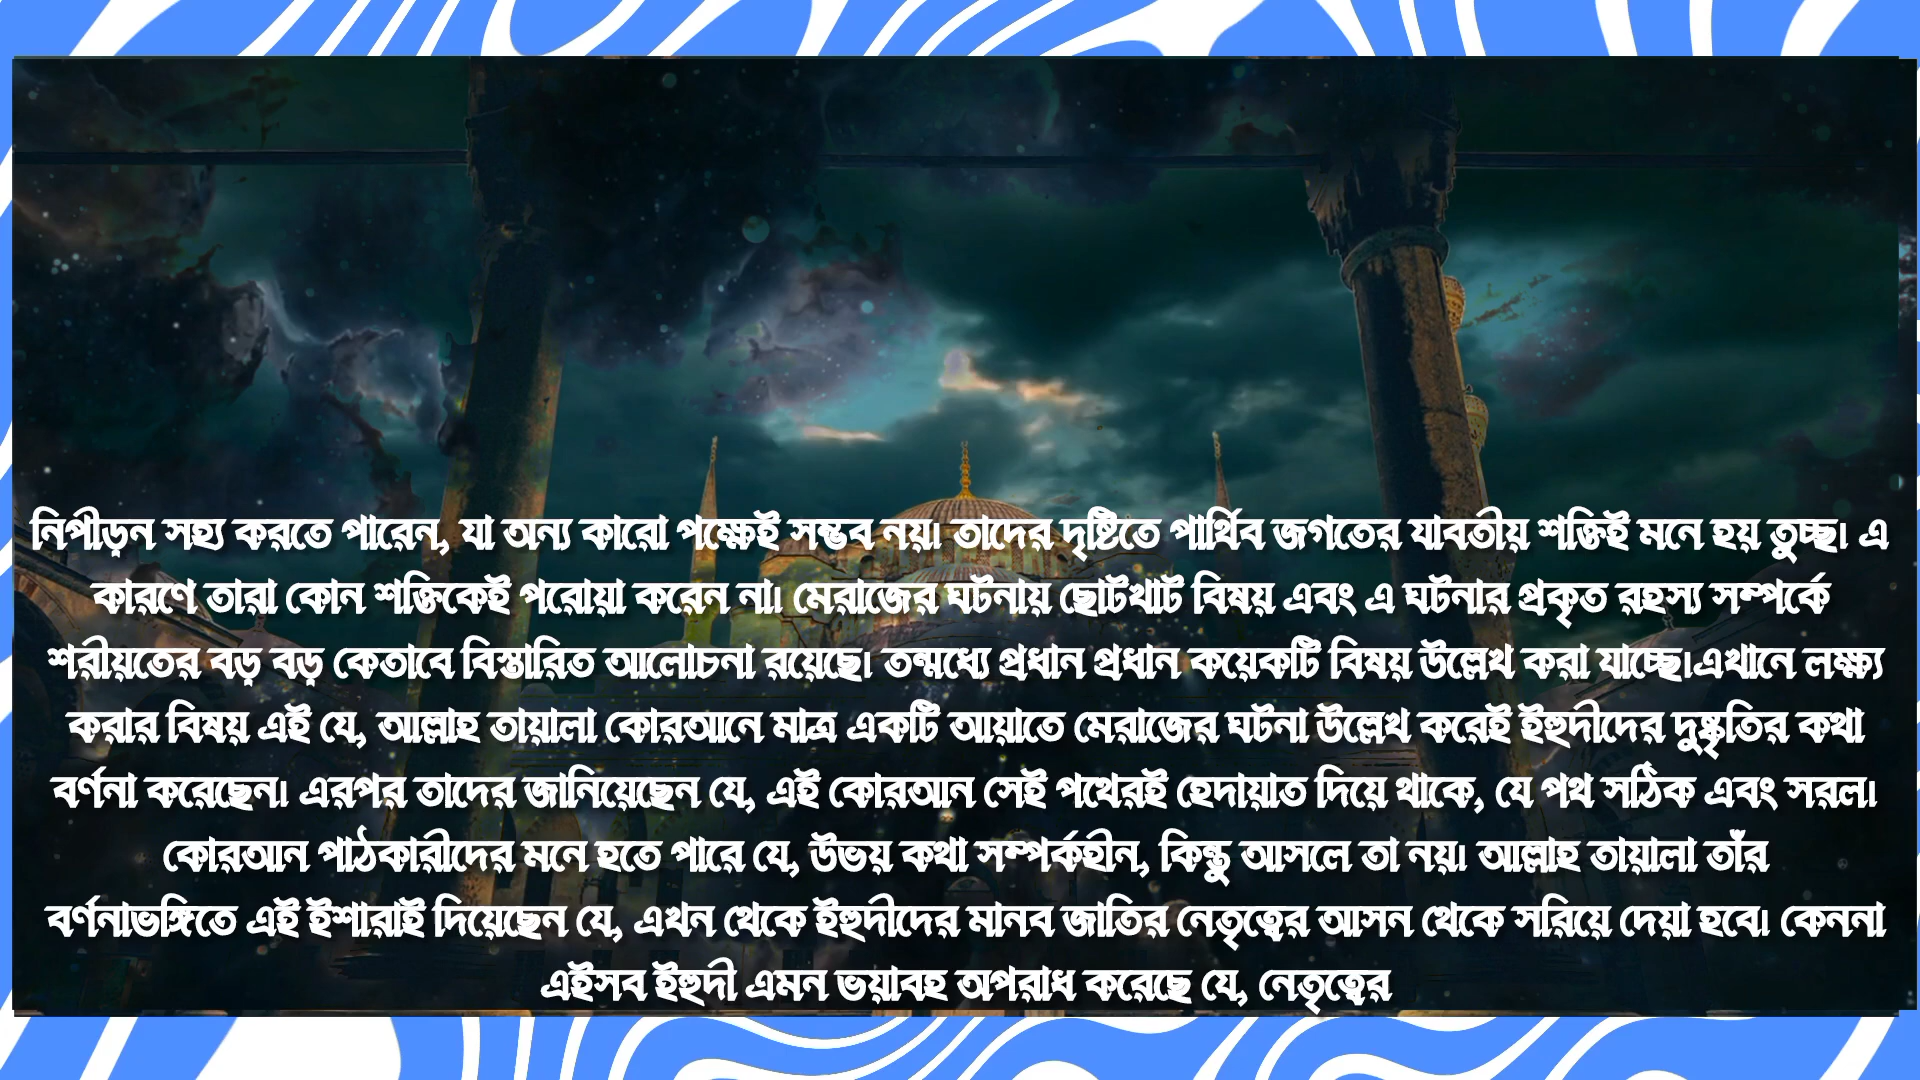 নিপীড়ন সহ্য করতে পারেন, যা অন্য কারো পক্ষেই সম্ভব নয়। তাদের দৃষ্টিতে পার্থিব জগতের যাবতীয় শক্তিই মনে হয় তুচ্ছ। এ
কারণে তারা কোন শক্তিকেই পরোয়া করেন না। মেরাজের ঘটনায় ছোটখাট বিষয় এবং এ ঘটনার প্রকৃত রহস্য সম্পর্কে
শরীয়তের বড় বড় কেতাবে বিস্তারিত আলোচনা রয়েছে। তন্মধ্যে প্রধান প্রধান কয়েকটি বিষয় উল্লেখ করা যাচ্ছে।এখানে লক্ষ্য
করার বিষয় এই যে, আল্লাহ তায়ালা কোরআনে মাত্র একটি আয়াতে মেরাজের ঘটনা উল্লেখ করেই ইহুদীদের দুষ্কৃতির কথা
বর্ণনা করেছেন। এরপর তাদের জানিয়েছেন যে, এই কোরআন সেই পথেরই হেদায়াত দিয়ে থাকে, যে পথ সঠিক এবং সরল।
কোরআন পাঠকারীদের মনে হতে পারে যে, উভয় কথা সম্পর্কহীন, কিন্তু আসলে তা নয়। আল্লাহ তায়ালা তাঁর
বর্ণনাভঙ্গিতে এই ইশারাই দিয়েছেন যে, এখন থেকে ইহুদীদের মানব জাতির নেতৃত্বের আসন থেকে সরিয়ে দেয়া হবে। কেননা
এইসব ইহুদী এমন ভয়াবহ অপরাধ করেছে যে, নেতৃত্বের